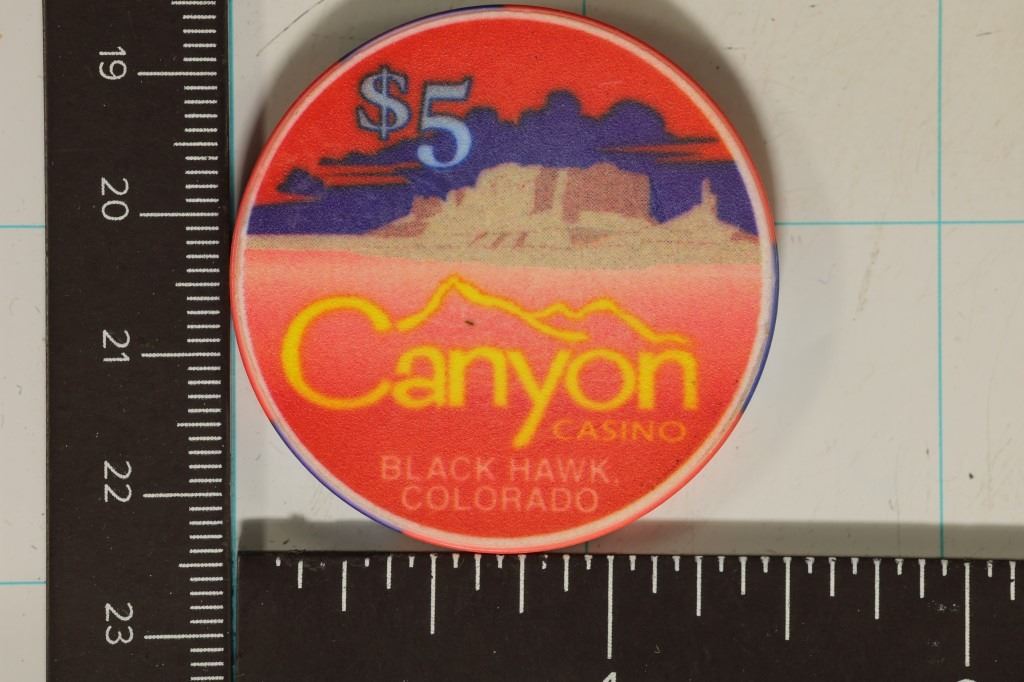 19
20
21
22
23
$5
Canyon
CASINO
BLACK HAWK,
COLORADO